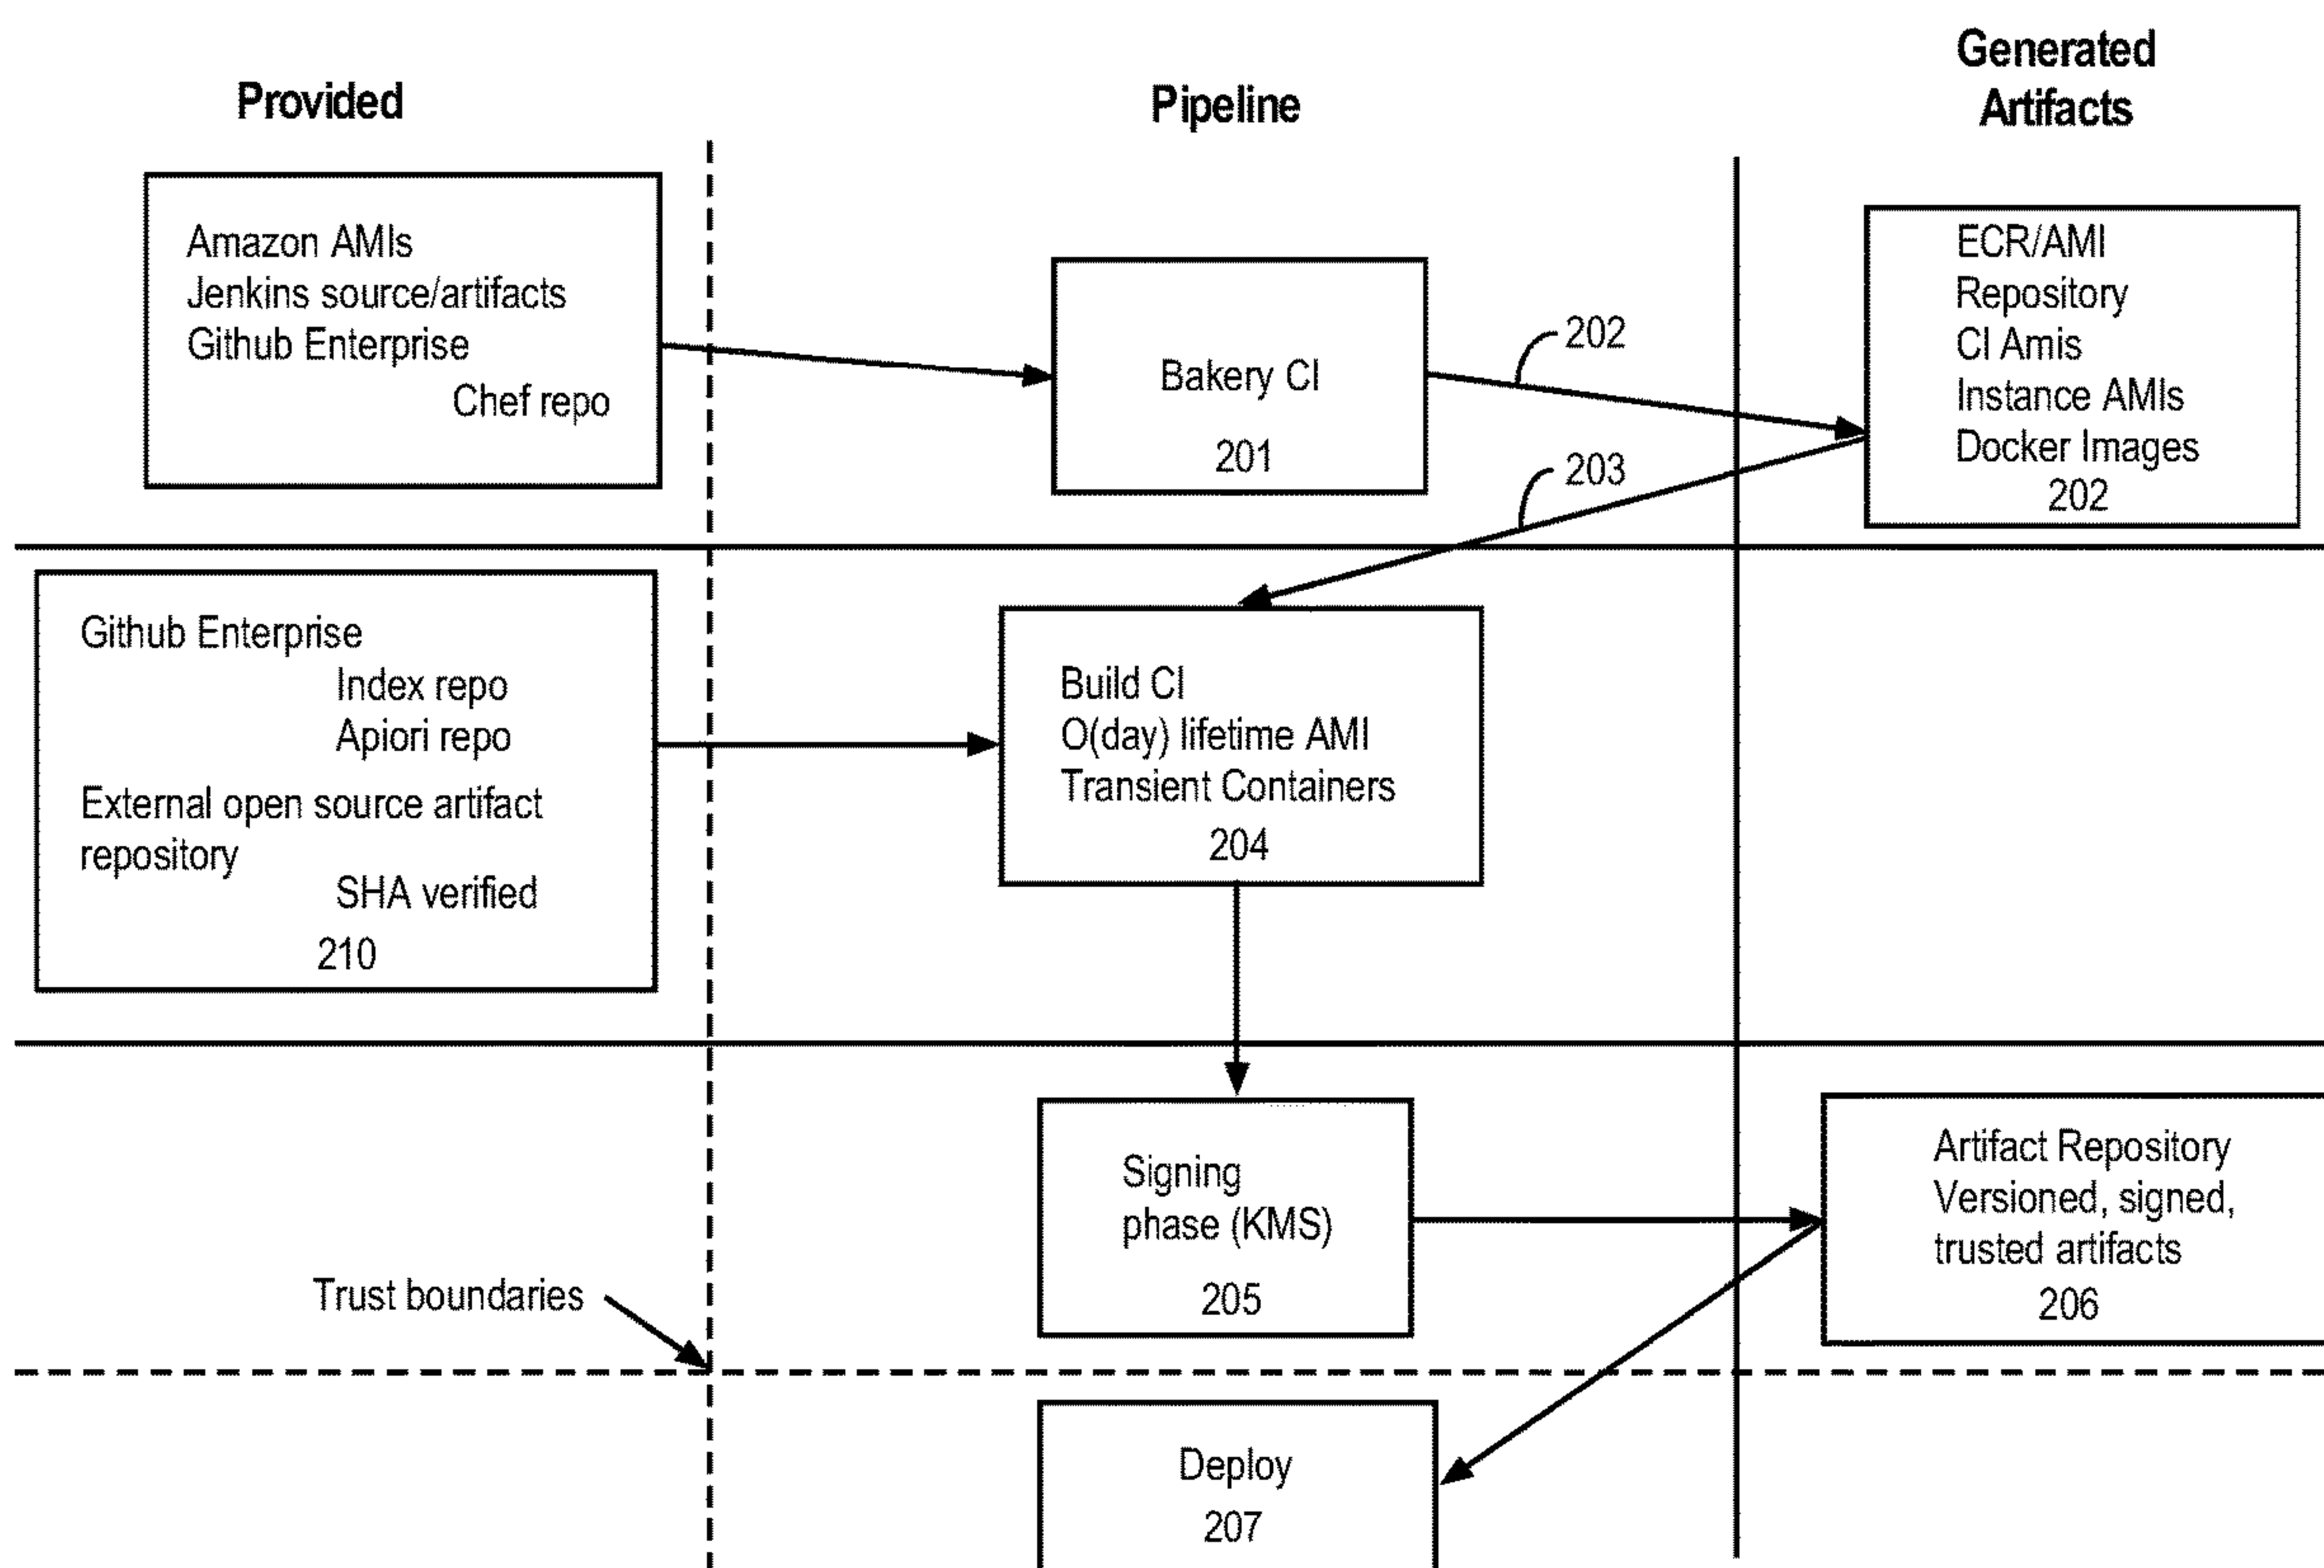 Provided
Pipeline
Generated
Artifacts
Amazon AMIs
Jenkins source/artifacts
Github Enterprise
Chef repo
Bakery CI
201
202
203
ECR/AMI
Repository
CI Amis
Instance AMIs
Docker Images
202
Github Enterprise
Index repo
Apiori repo
External open source artifact
repository
SHA verified
210
Build CI
O(day) lifetime AMI
Transient Containers
204
Signing
phase (KMS)
205
Artifact Repository
Versioned, signed,
trusted artifacts
206
Trust boundaries
Deploy
207